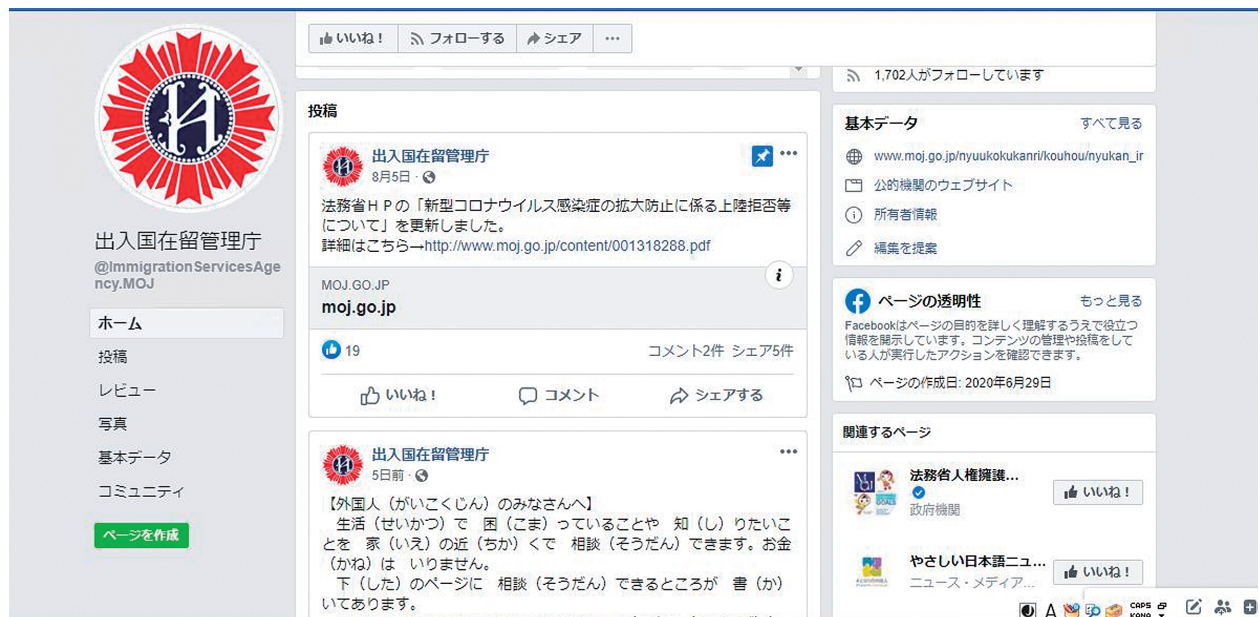 いいね！ フォローする シェア …
1,702人がフォローしています
出入国在留管理庁
@ImmigrationServicesAge
ncy.MOJ
ホーム
投稿
レビュー
写真
基本データ
コミュニティ
ページを作成
投稿
出入国在留管理庁
8月5日 ·
法務省ＨＰの「新型コロナウイルス感染症の拡大防止に係る上陸拒否等
について」を更新しました。
詳細はこちら→http://www.moj.go.jp/content/001318288.pdf
MOJ.GO.JP
moj.go.jp
19
コメント2件 シェア5件
いいね！ コメント シェアする
出入国在留管理庁
5日前 ·
【外国人（がいこくじん）のみなさんへ】
生活（せいかつ）で 困（こま）っていることや 知（し）りたいこ
とを 家（いえ）の近（ちか）くで 相談（そうだん）できます。お金
（かね）は いりません。
下（した）のページに 相談（そうだん）できるところが 書（か）
いてあります。
基本データ すべて見る
www.moj.go.jp/nyuukokukanri/kouhou/nyukan_ir
公的機関のウェブサイト
所有者情報
編集を提案
ページの透明性 もっと見る
Facebookはページの目的を詳しく理解するうえで役立つ
情報を開示しています。コンテンツの管理や投稿をして
いる人が実行したアクションを確認できます。
ページの作成日: 2020年6月29日
関連するページ
法務省人権擁護...
政府機関
いいね！
やさしい日本語ニュ...
ニュース・メディア...
いいね！
A CAPS
KANA